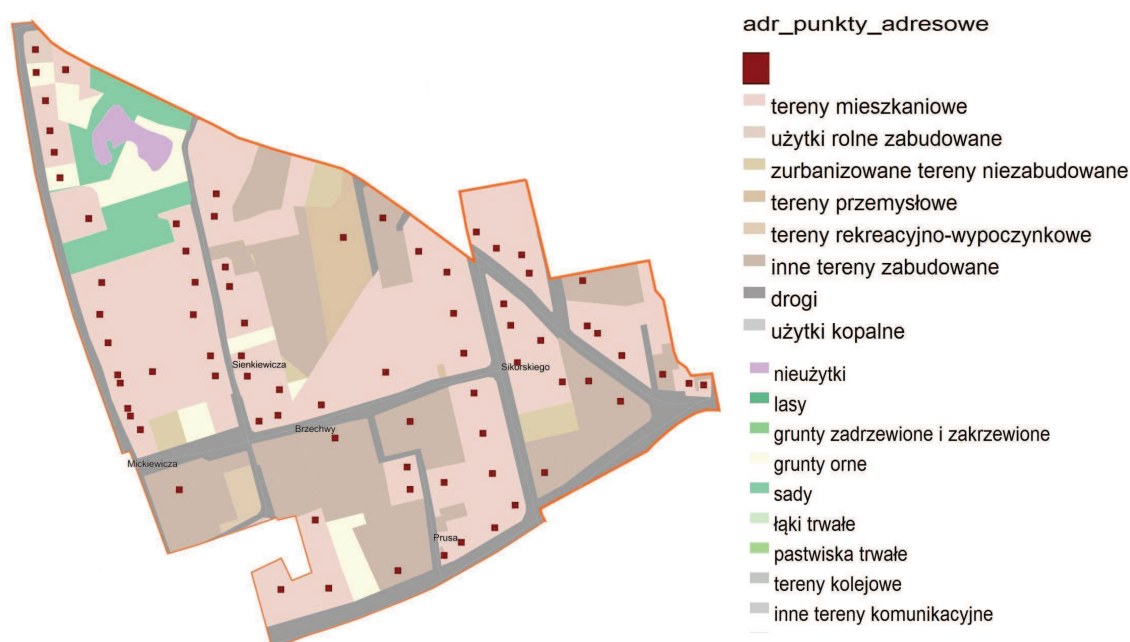 adr_punkty_adresowe
tereny mieszkaniowe
użytki rolne zabudowane
zurbanizowane tereny niezabudowane
tereny przemysłowe
tereny rekreacyjno-wypoczynkowe
inne tereny zabudowane
drogi
użytki kopalne
nieużytki
lasy
grunty zadrzewione i zakrzewione
grunty orne
sady
łąki trwałe
pastwiska trwałe
tereny kolejowe
inne tereny komunikacyjne
Sienkiewicza
Sikorskiego
Brzechwy
Mickiewicza
Prusa